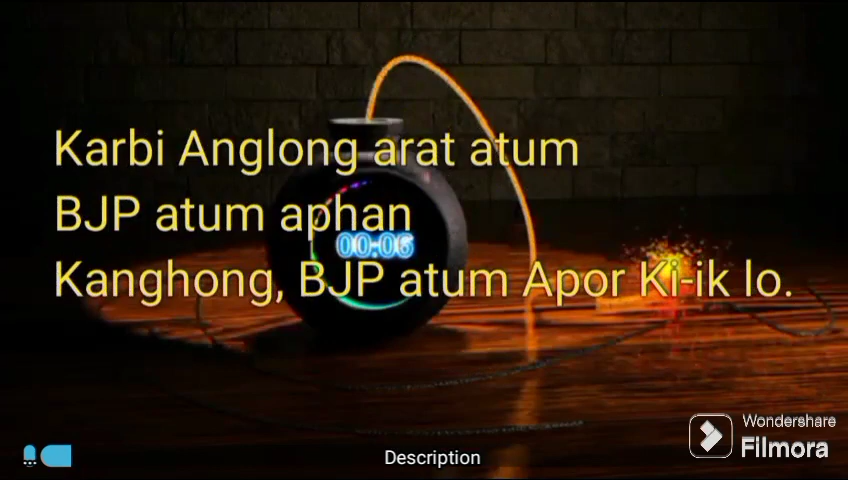 Karbi Anglong arat atum
BJP atum aphan
00:06
Kanghong, BJP atum Apor Ki-ik lo.
Wondershare
Filmora
Description